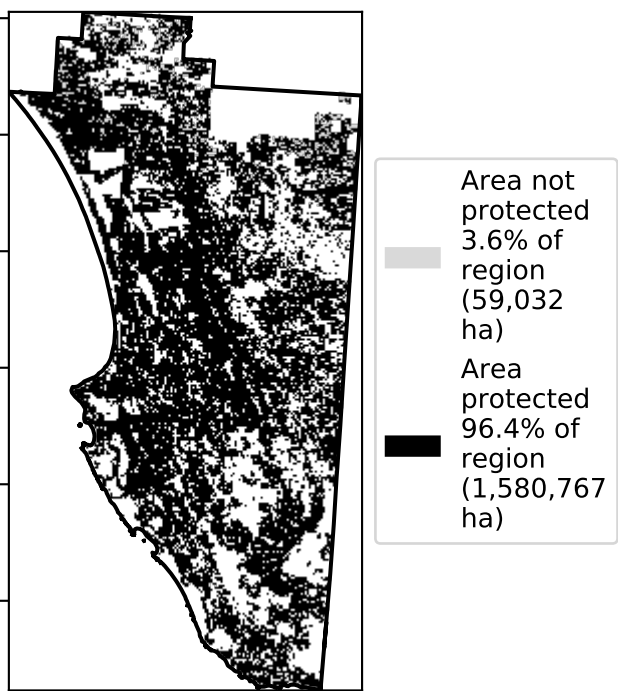 Area not
protected
3.6% of
region
(59,032
ha)
Area
protected
96.4% of
region
(1,580,767
ha)